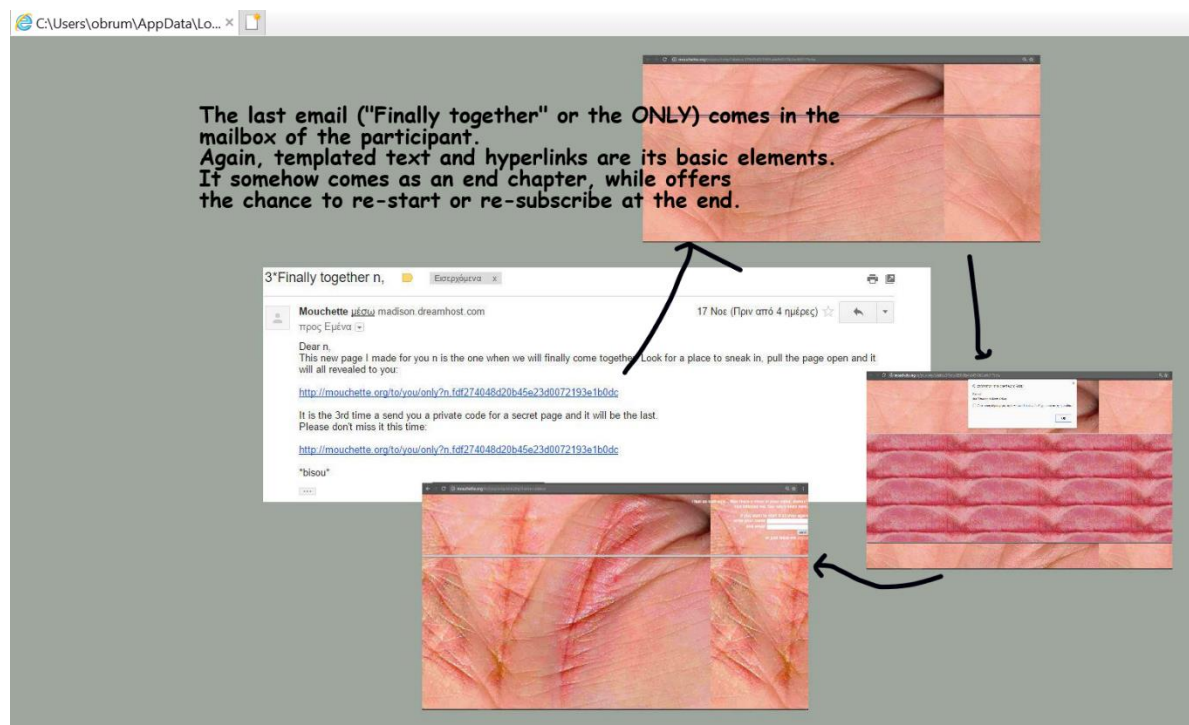 C:\Users\obrum\AppData\Lo...
The last email ("Finally together" or the ONLY) comes in the
mailbox of the participant.
Again, templated text and hyperlinks are its basic elements.
It somehow comes as an end chapter, while offers
the chance to re-start or re-subscribe at the end.
3*Finally together n,
Εισερχόμενα x
Mouchette μέσω madison.dreamhost.com
17 Νοε (Πριν από 4 ημέρες)
προς Εμένα
Dear n,
This new page I made for you n is the one when we will finally come together. Look for a place to sneak in, pull the page open and it
will all revealed to you:
http://mouchette.org/to/you/only?n.fdf274048d20b45e23d0072193e1b0dc
It is the 3rd time a send you a private code for a secret page and it will be the last.
Please don't miss it this time:
http://mouchette.org/to/you/only?n.fdf274048d20b45e23d0072193e1b0dc
*bisou*